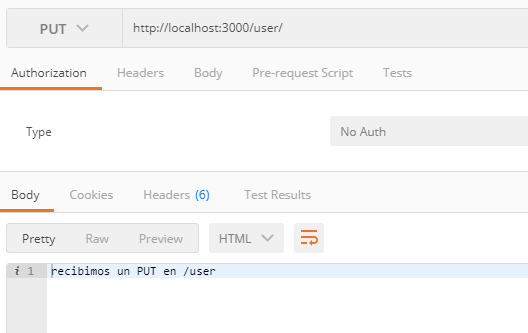 PUT http://localhost:3000/user/
Authorization Headers Body Pre-request Script Tests
Type No Auth
Body Cookies Headers (6) Test Results
Pretty Raw Preview HTML
i 1 recibimos un PUT en /user